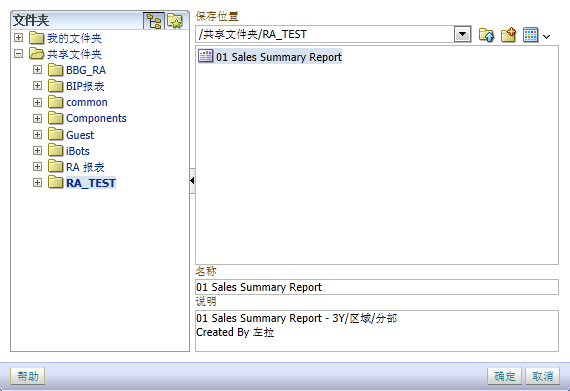 文件夹
我的文件夹
共享文件夹
BBG_RA
BIP报表
common
Components
Guest
iBots
RA 报表
RA_TEST
保存位置
/共享文件夹/RA_TEST
01 Sales Summary Report
名称
01 Sales Summary Report
说明
01 Sales Summary Report - 3Y/区域/分部
Created By 左拉
帮助
确定
取消